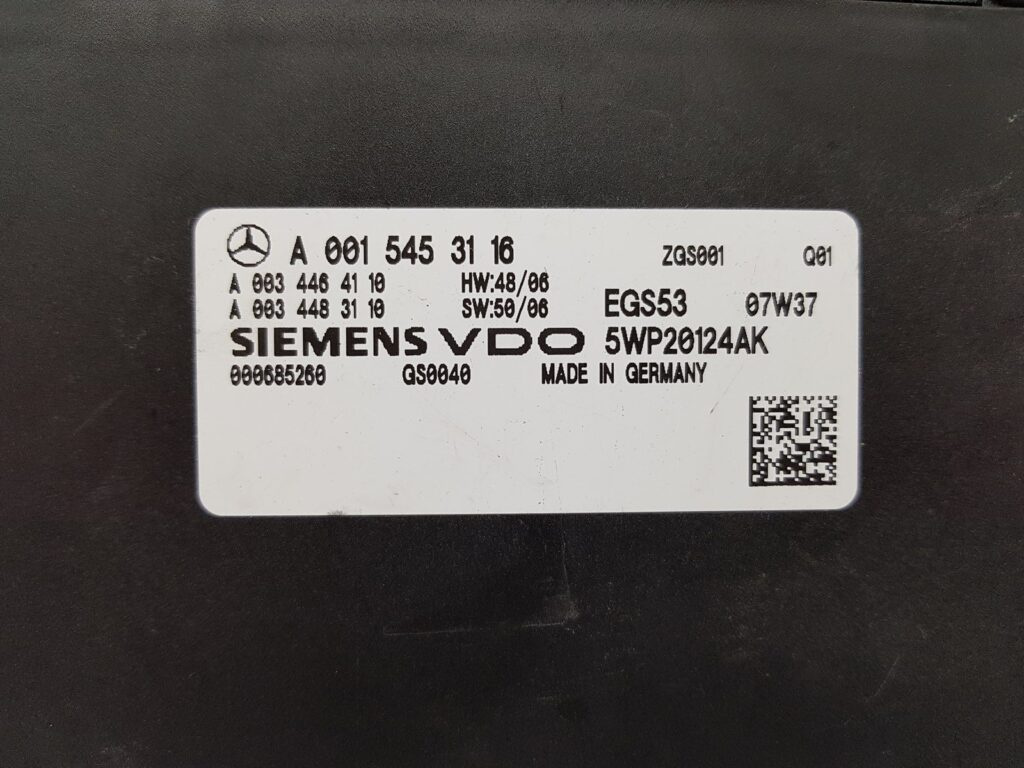 A 001 545 31 16 ZGS001 Q01
A 003 446 41 10 HW:48/06
A 003 448 31 10 SW:50/06 EGS53 07W37
SIEMENS VDO 5WP20124AK
000685260 GS0040 MADE IN GERMANY